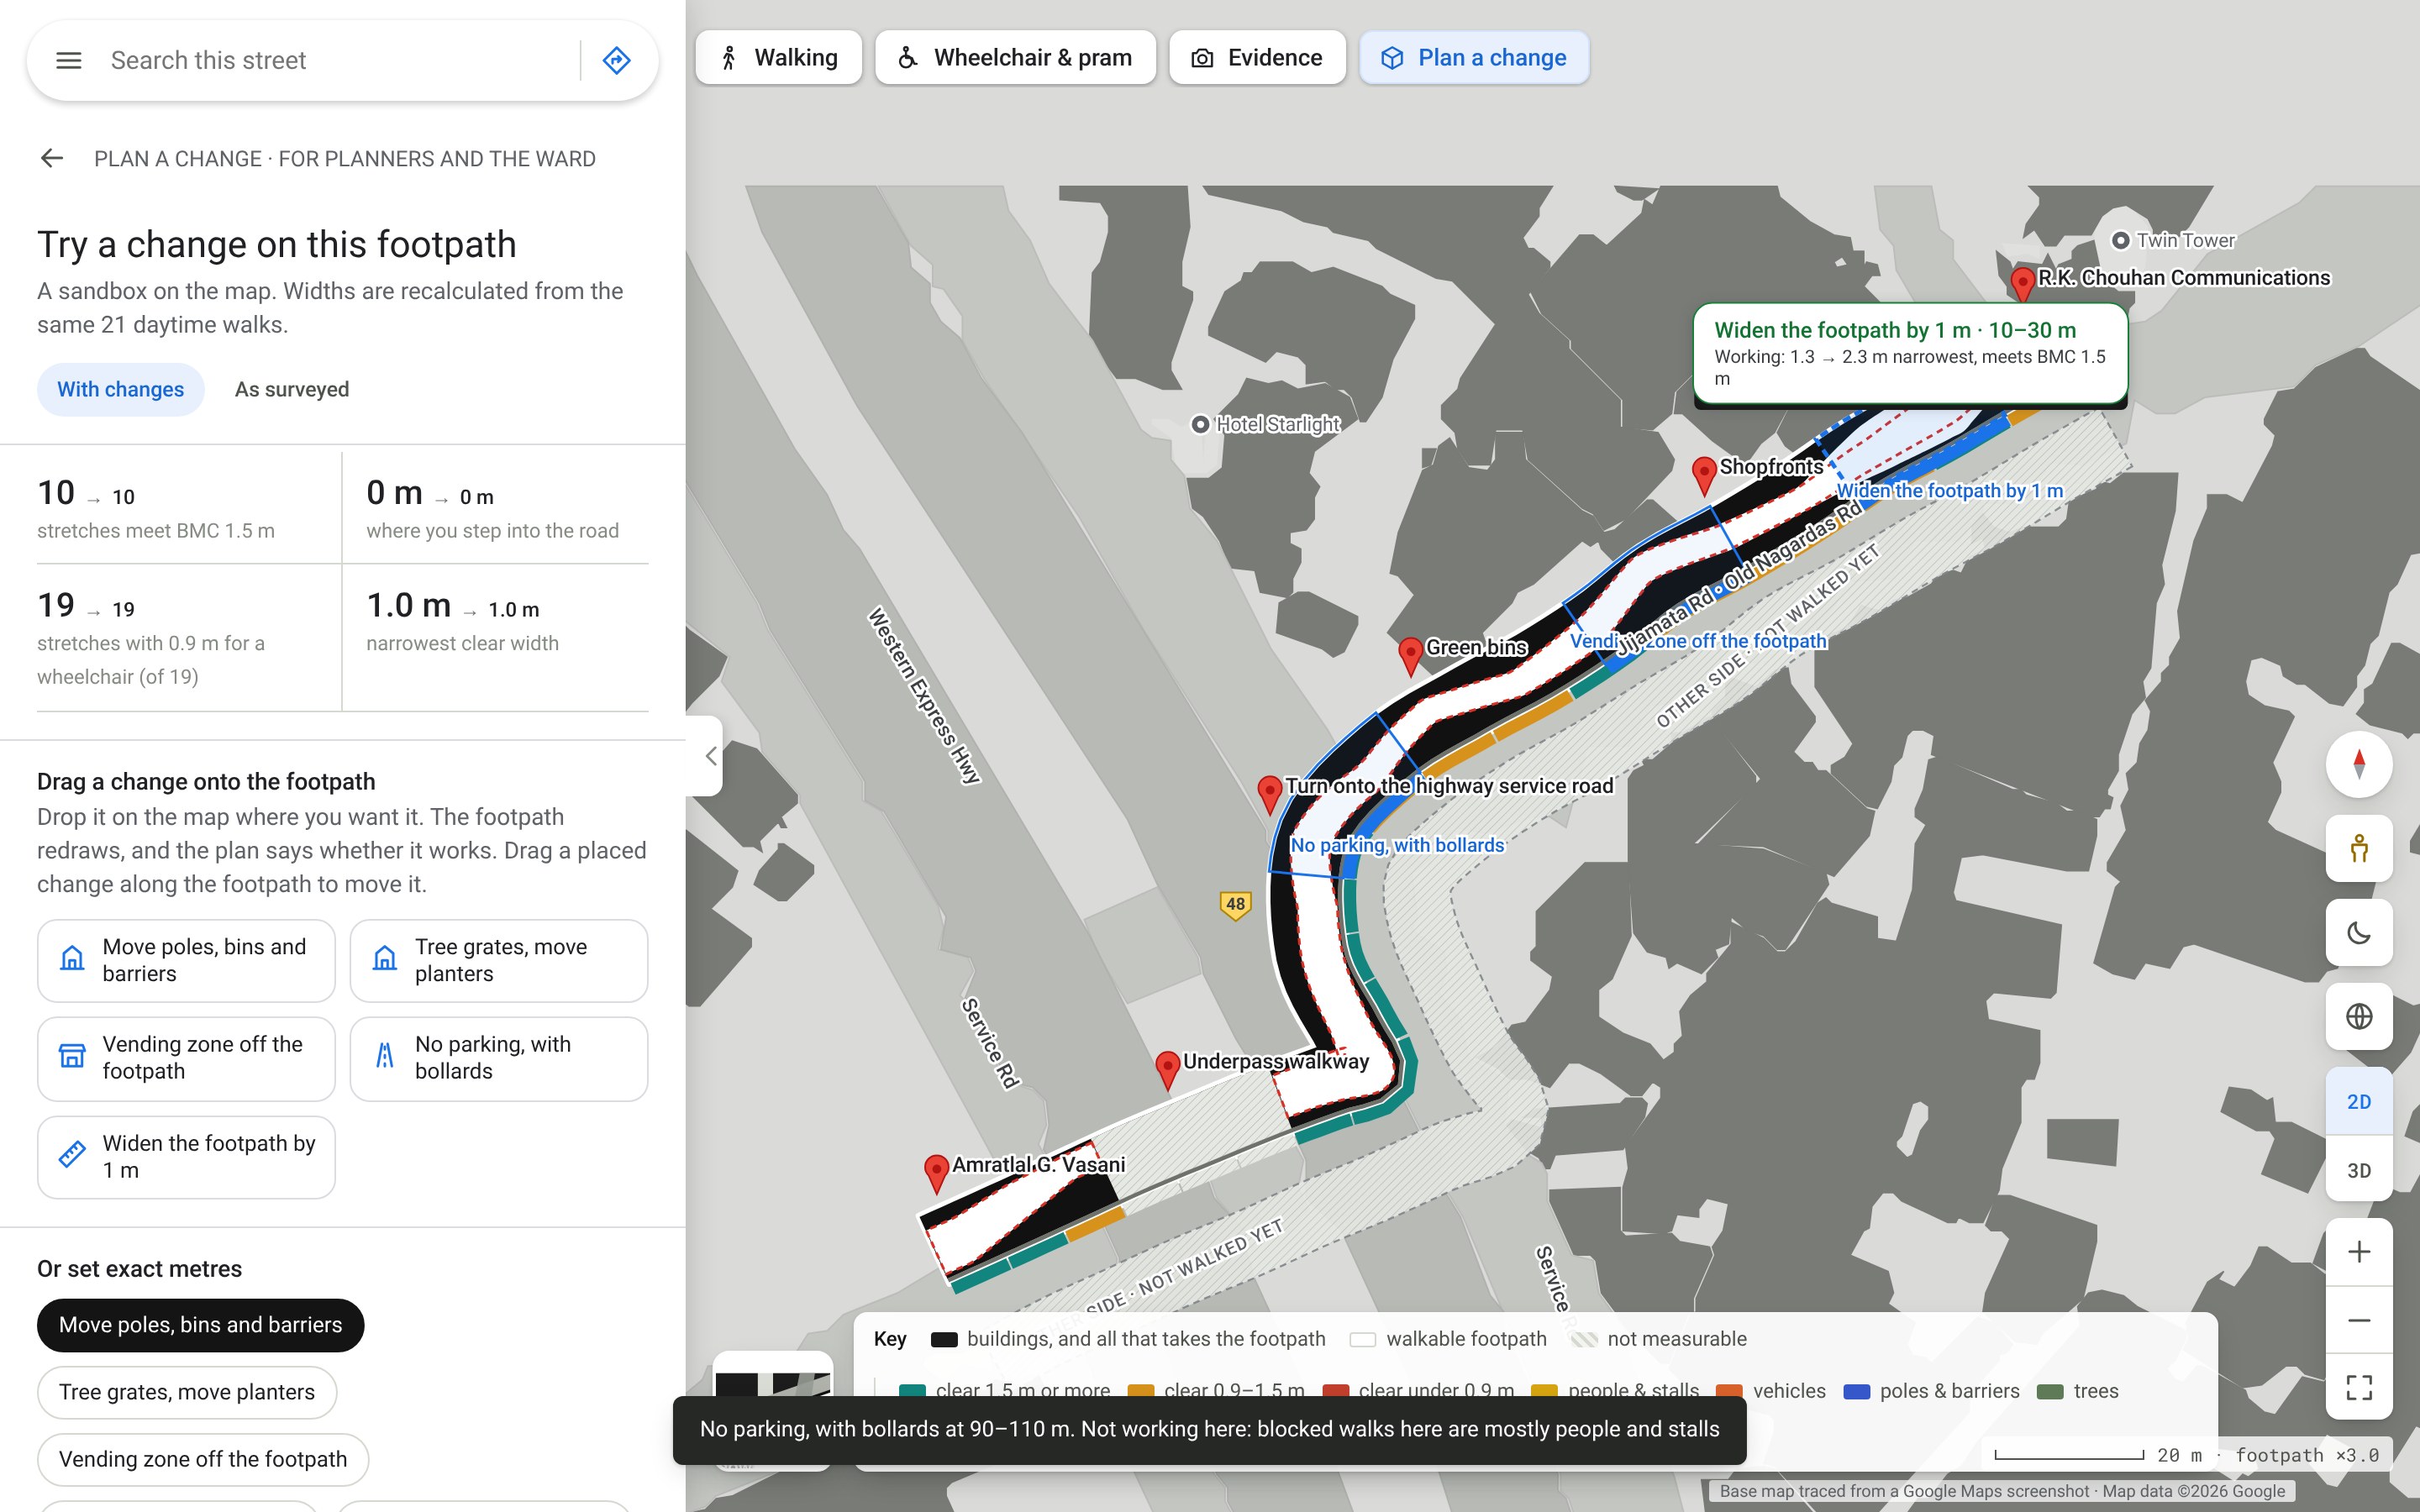 Search this street
Walking
Wheelchair & pram
Evidence
Plan a change
PLAN A CHANGE · FOR PLANNERS AND THE WARD
Try a change on this footpath
A sandbox on the map. Widths are recalculated from the
same 21 daytime walks.
With changes
As surveyed
10 → 10
stretches meet BMC 1.5 m
0 m → 0 m
where you step into the road
19 → 19
stretches with 0.9 m for a
wheelchair (of 19)
1.0 m → 1.0 m
narrowest clear width
Drag a change onto the footpath
Drop it on the map where you want it. The footpath
redraws, and the plan says whether it works. Drag a placed
change along the footpath to move it.
Move poles, bins and
barriers
Tree grates, move
planters
Vending zone off the
footpath
No parking, with
bollards
Widen the footpath by
1 m
Or set exact metres
Move poles, bins and barriers
Tree grates, move planters
Vending zone off the footpath
Twin Tower
R.K. Chouhan Communications
Widen the footpath by 1 m · 10–30 m
Working: 1.3 → 2.3 m narrowest, meets BMC 1.5
m
Hotel Starlight
Shopfronts
Widen the footpath by 1 m
Jijamata Rd · Old Nagardas Rd
OTHER SIDE · NOT WALKED YET
Green bins
Vending zone off the footpath
Western Express Hwy
Turn onto the highway service road
No parking, with bollards
48
Service Rd
Underpass walkway
Amratlal G. Vasani
SIDE · NOT WALKED YET
Service
2D
3D
Key
buildings, and all that takes the footpath
walkable footpath
not measurable
clear 1.5 m or more
clear 0.9–1.5 m
clear under 0.9 m
people & stalls
vehicles
poles & barriers
trees
No parking, with bollards at 90–110 m. Not working here: blocked walks here are mostly people and stalls
20 m · footpath ×3.0
Base map traced from a Google Maps screenshot · Map data ©2026 Google